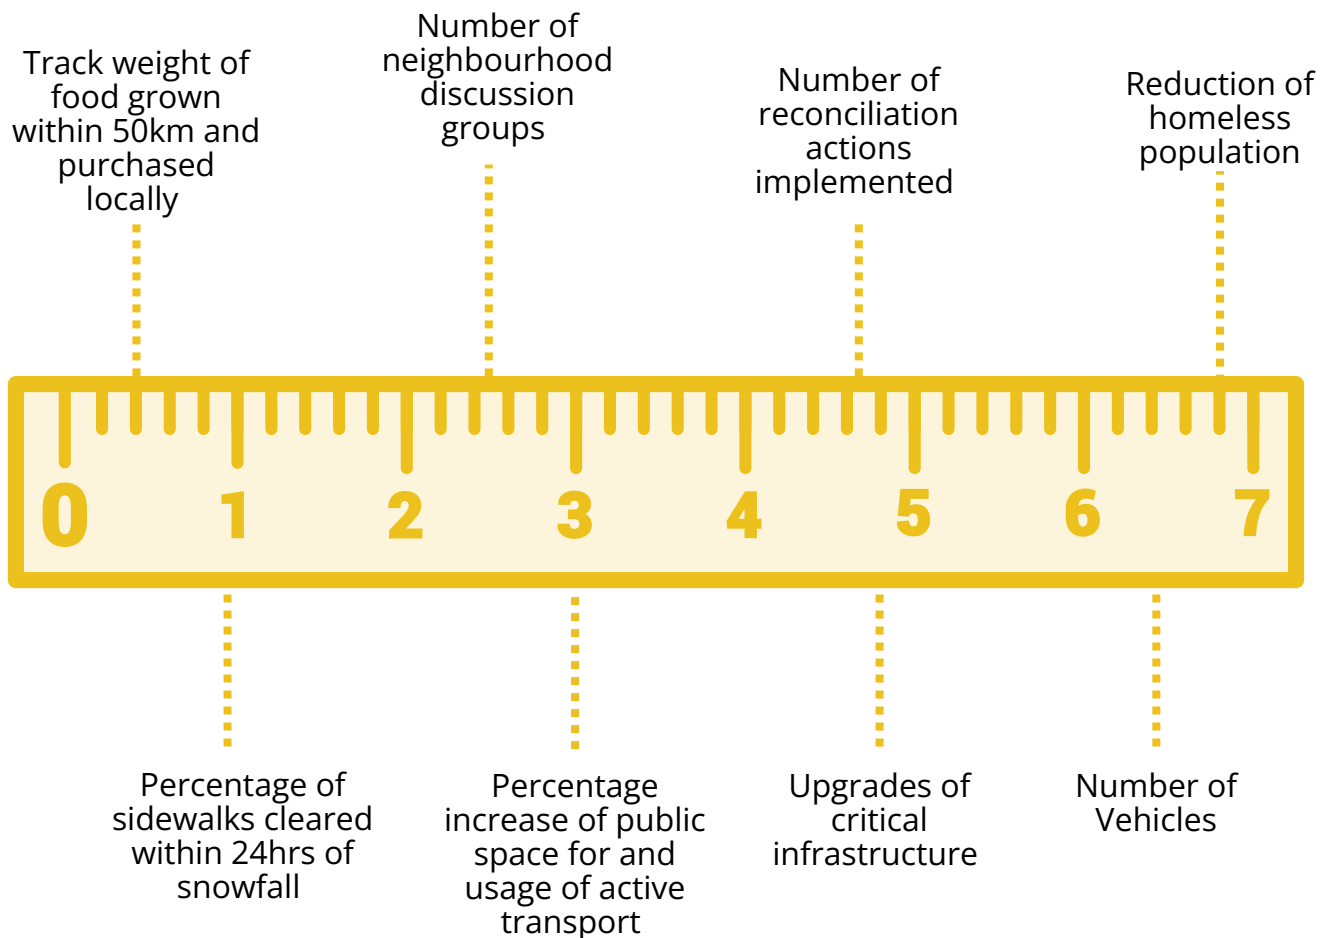 Track weight of
food grown
within 50km and
purchased
locally
Number of
neighbourhood
discussion
groups
Number of
reconciliation
actions
implemented
Reduction of
homeless
population
0 1 2 3 4 5 6 7
Percentage of
sidewalks cleared
within 24hrs of
snowfall
Percentage
increase of public
space for and
usage of active
transport
Upgrades of
critical
infrastructure
Number of
Vehicles